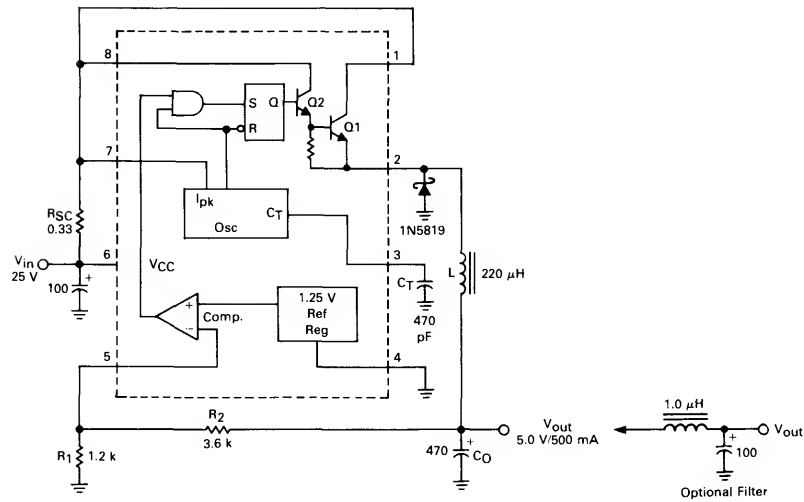 8
1
S Q
Q2
R
Q1
7
2
Ipk
CT
Osc
1N5819
RSC
0.33
3
L
220 μH
Vin
25 V
6
VCC
100
+
CT
470
pF
+
-
Comp.
1.25 V
Ref
Reg
5
4
R2
3.6 k
Vout
5.0 V/500 mA
1.0 μH
Vout
R1
1.2 k
470
+
CO
+
100
Optional Filter